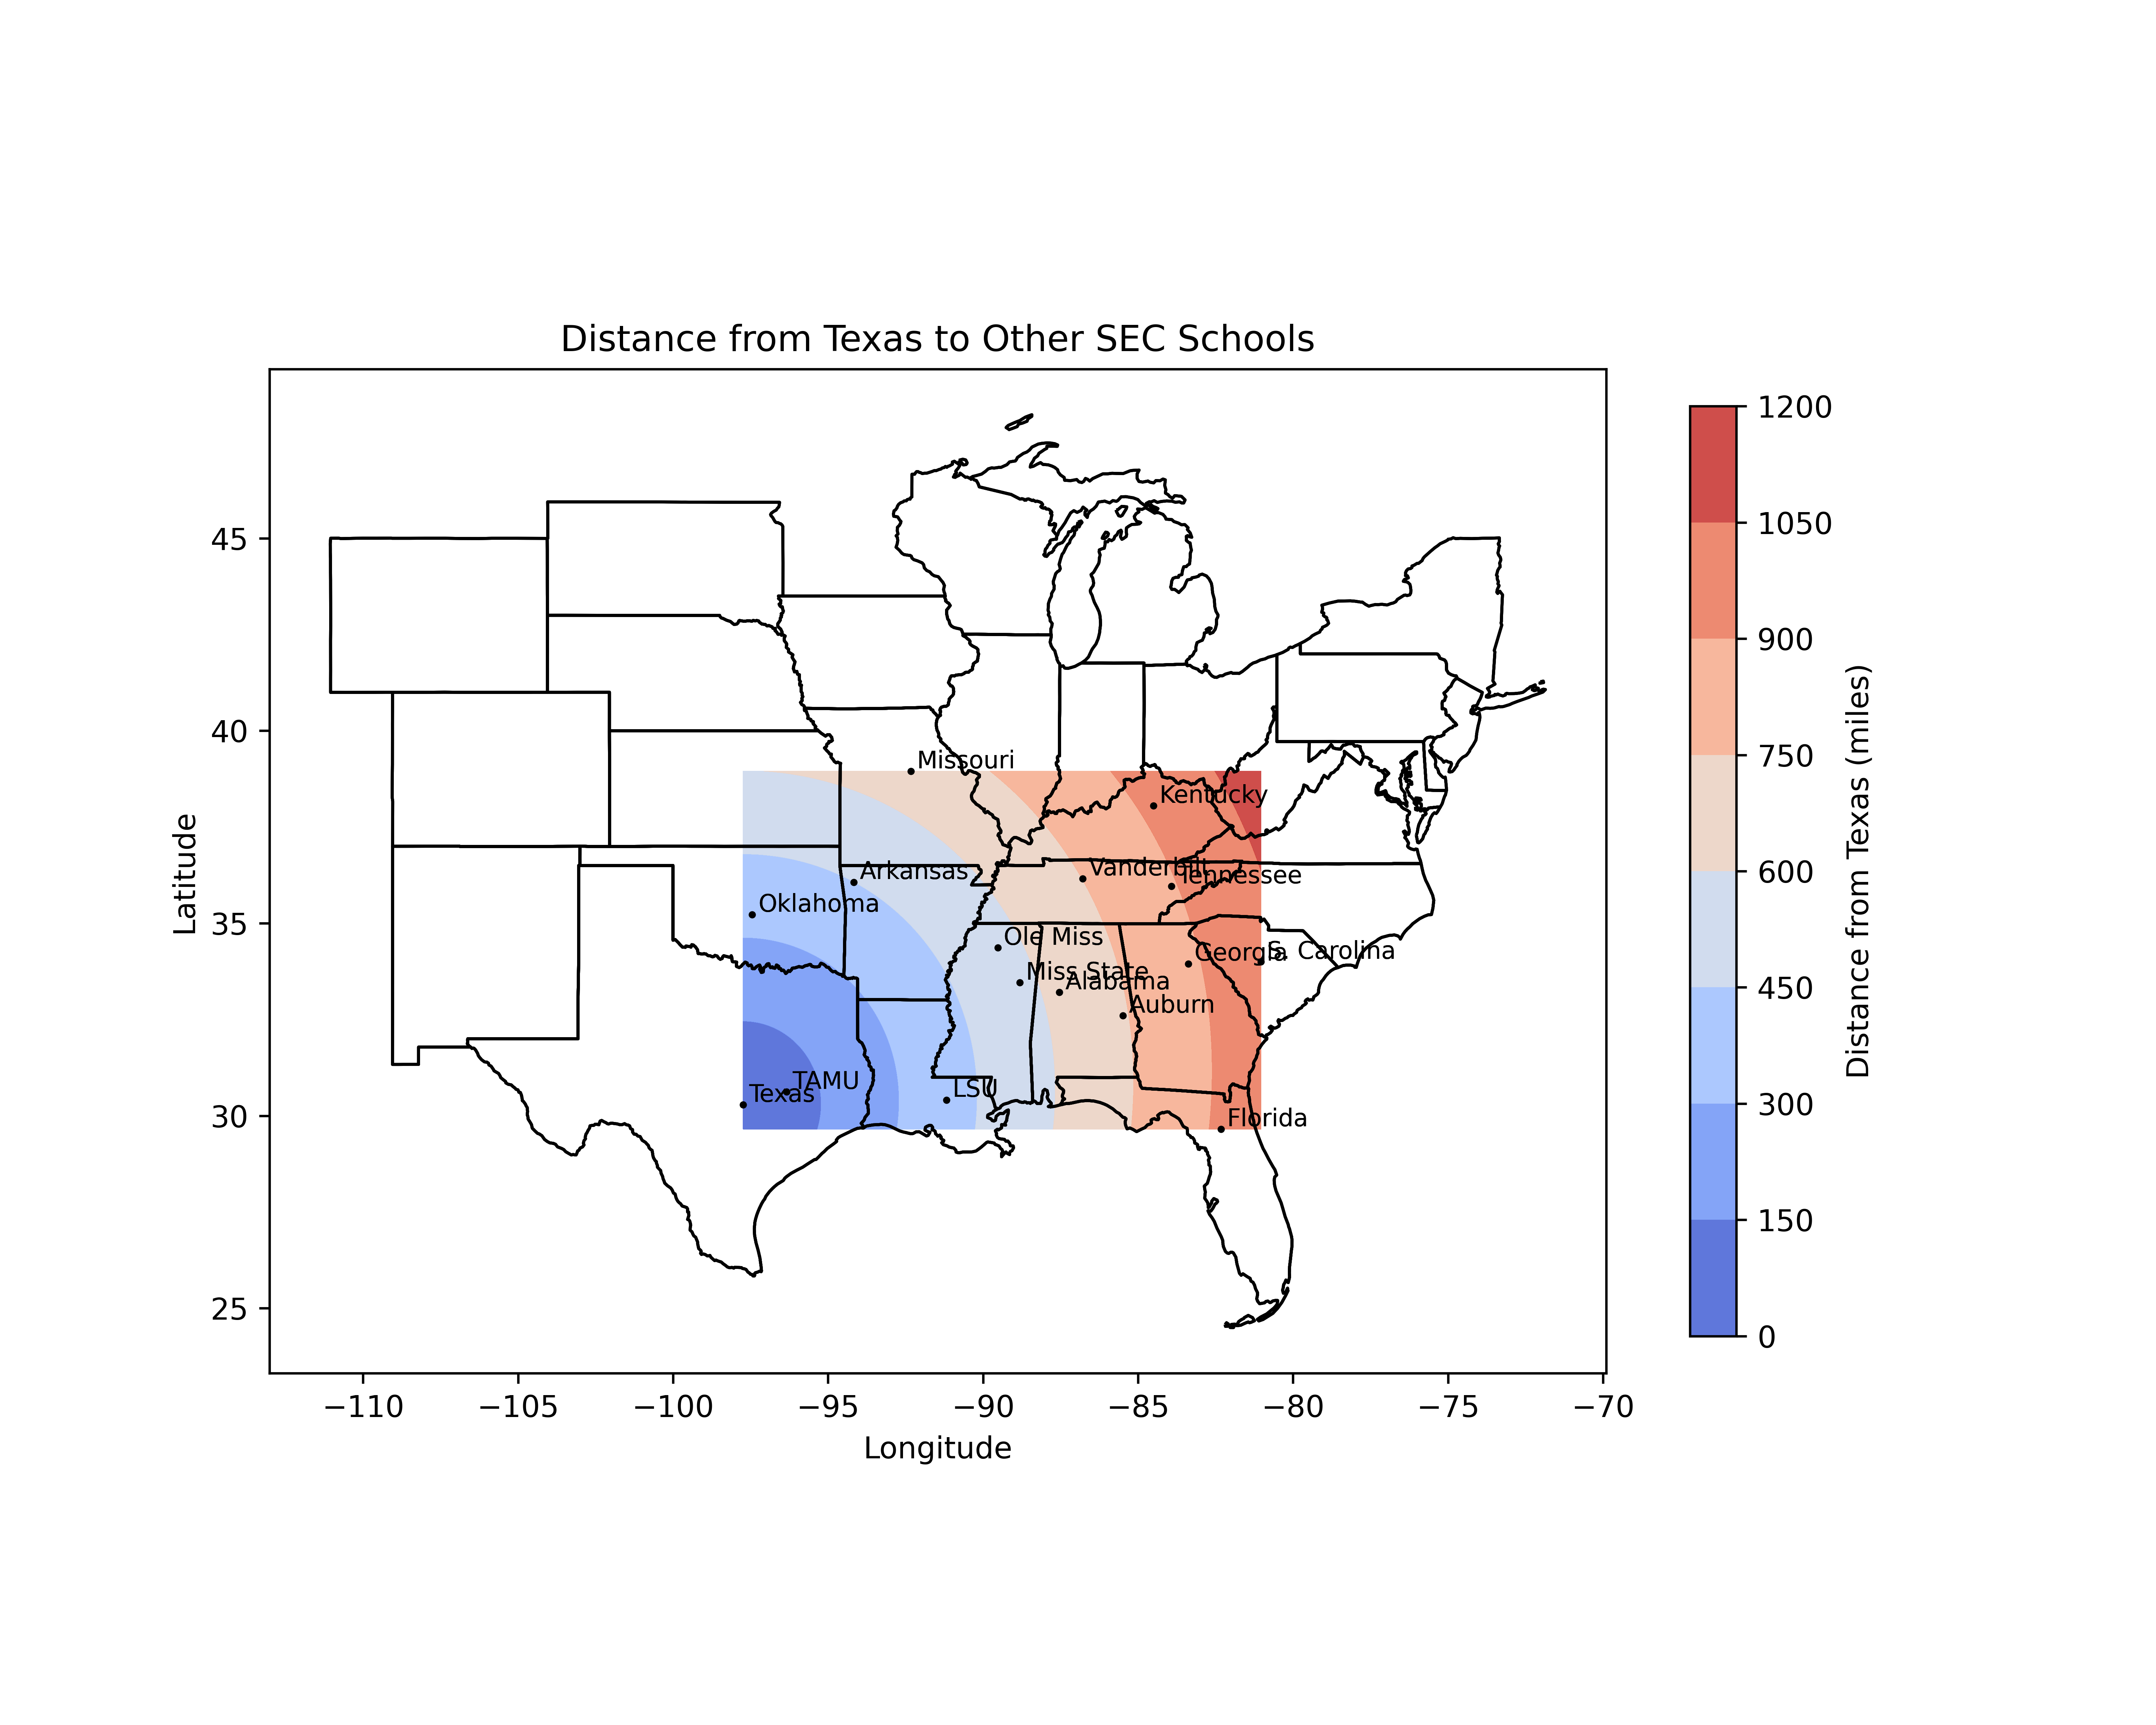 Distance from Texas to Other SEC Schools
1200
1050
900
750
600
450
300
150
0
Distance from Texas (miles)
45
40
35
30
25
Latitude
Missouri
Kentucky
Arkansas
Vanderbilt
Tennessee
Oklahoma
Ole Miss
Georgia
S. Carolina
Miss State
Alabama
Auburn
TAMU
Texas
LSU
Florida
−110
−105
−100
−95
−90
−85
−80
−75
−70
Longitude